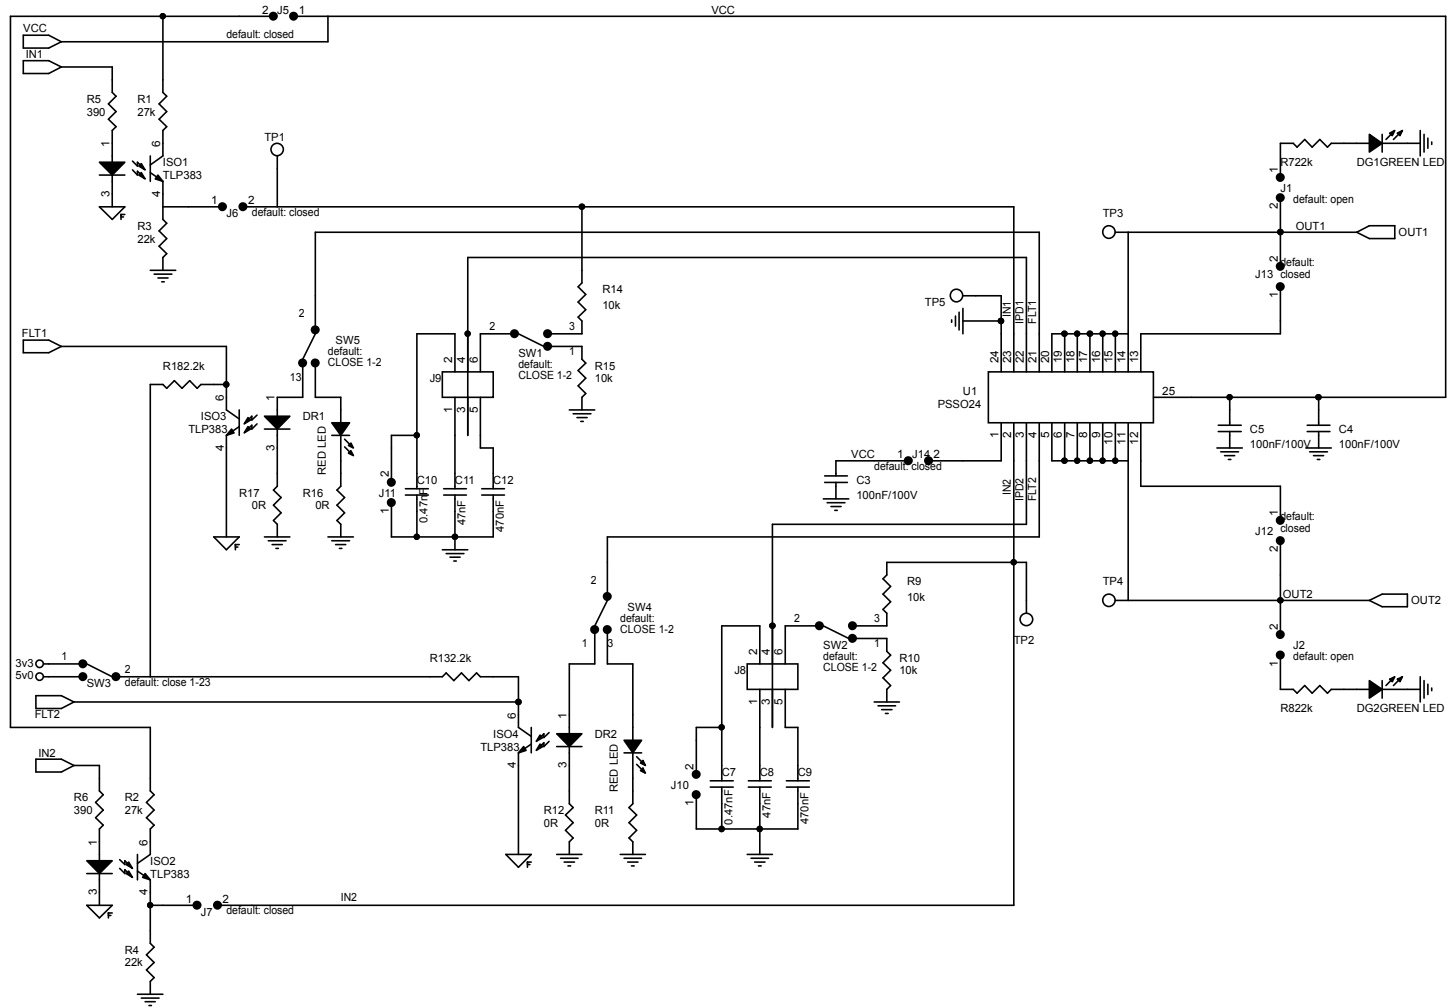 2 J5 1
VCC
VCC
default: closed
IN1
R5
390
R1
27k
1
6
ISO1
TLP383
3
4
F
TP1
1 J6 2
default: closed
R3
22k
R722k
DG1GREEN LED
1
J1
default: open
2
TP3
OUT1
OUT1
2
default:
closed
J13
1
R14
10k
TP5
IN1
IPD1
FLT1
2
SW5
default:
CLOSE 1-2
13
FLT1
R182.2k
6
ISO3
TLP383
4
F
1
3
DR1
RED LED
R17
0R
R16
0R
2
4
6
J9
1
3
5
2
3
1
SW1
default:
CLOSE 1-2
R15
10k
24
23
22
21
20
19
18
17
16
15
14
13
U1
PSSO24
25
1
2
3
4
5
6
7
8
9
10
11
12
C5
100nF/100V
C4
100nF/100V
VCC
1 J14 2
default: closed
C3
100nF/100V
IN2
IPD2
FLT2
2
J11
1
C10
0.47nF
C11
47nF
C12
470nF
1
default:
closed
J12
2
TP4
OUT2
OUT2
2
J2
default: open
1
R822k
DG2GREEN LED
2
SW4
default:
CLOSE 1-2
1
3
R9
10k
TP2
2
3
1
SW2
default:
CLOSE 1-2
R10
10k
2
4
6
J8
1
3
5
3v3
1
5v0
SW3
2
default: close 1-23
R132.2k
FLT2
6
ISO4
TLP383
4
F
1
3
DR2
RED LED
R12
0R
R11
0R
2
J10
1
C7
0.47nF
C8
47nF
C9
470nF
IN2
R6
390
R2
27k
1
6
ISO2
TLP383
3
4
F
1 J7 2
default: closed
IN2
R4
22k